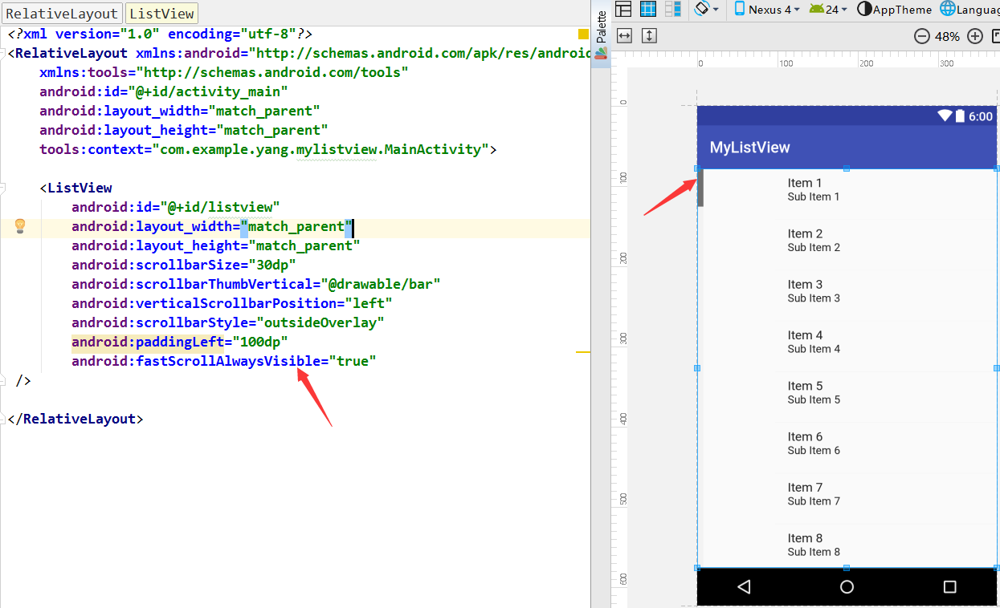 RelativeLayout ListView
<?xml version="1.0" encoding="utf-8"?>
<RelativeLayout xmlns:android="http://schemas.android.com/apk/res/android
xmlns:tools="http://schemas.android.com/tools"
android:id="@+id/activity_main"
android:layout_width="match_parent"
android:layout_height="match_parent"
tools:context="com.example.yang.mylistview.MainActivity">
<ListView
android:id="@+id/listview"
android:layout_width="match_parent"
android:layout_height="match_parent"
android:scrollbarSize="30dp"
android:scrollbarThumbVertical="@drawable/bar"
android:verticalScrollbarPosition="left"
android:scrollbarStyle="outsideOverlay"
android:paddingLeft="100dp"
android:fastScrollAlwaysVisible="true"
/>
</RelativeLayout>
Palette
Nexus 4 24 AppTheme Languag
48%
0 100 200 300
0
100
200
300
400
500
600
6:00
MyListView
Item 1
Sub Item 1
Item 2
Sub Item 2
Item 3
Sub Item 3
Item 4
Sub Item 4
Item 5
Sub Item 5
Item 6
Sub Item 6
Item 7
Sub Item 7
Item 8
Sub Item 8